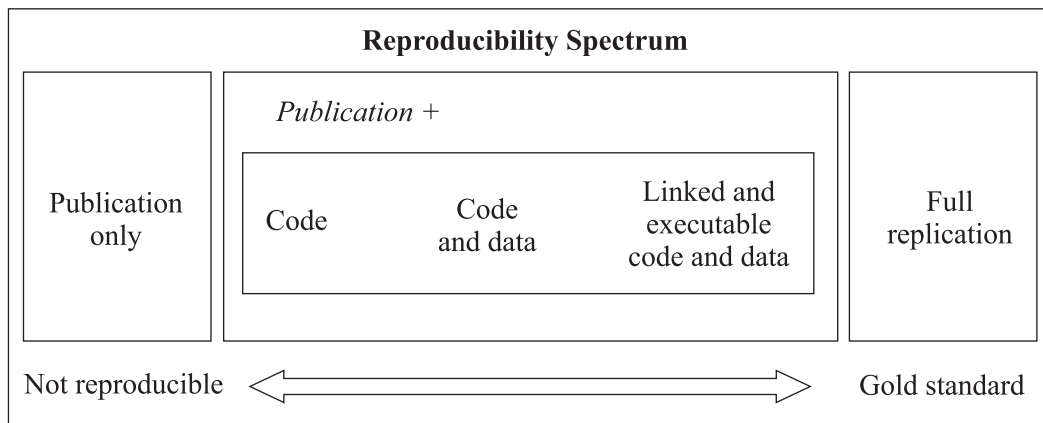 Reproducibility Spectrum
Publication
only
Publication +
Code
Code
and data
Linked and
executable
code and data
Full
replication
Not reproducible
Gold standard